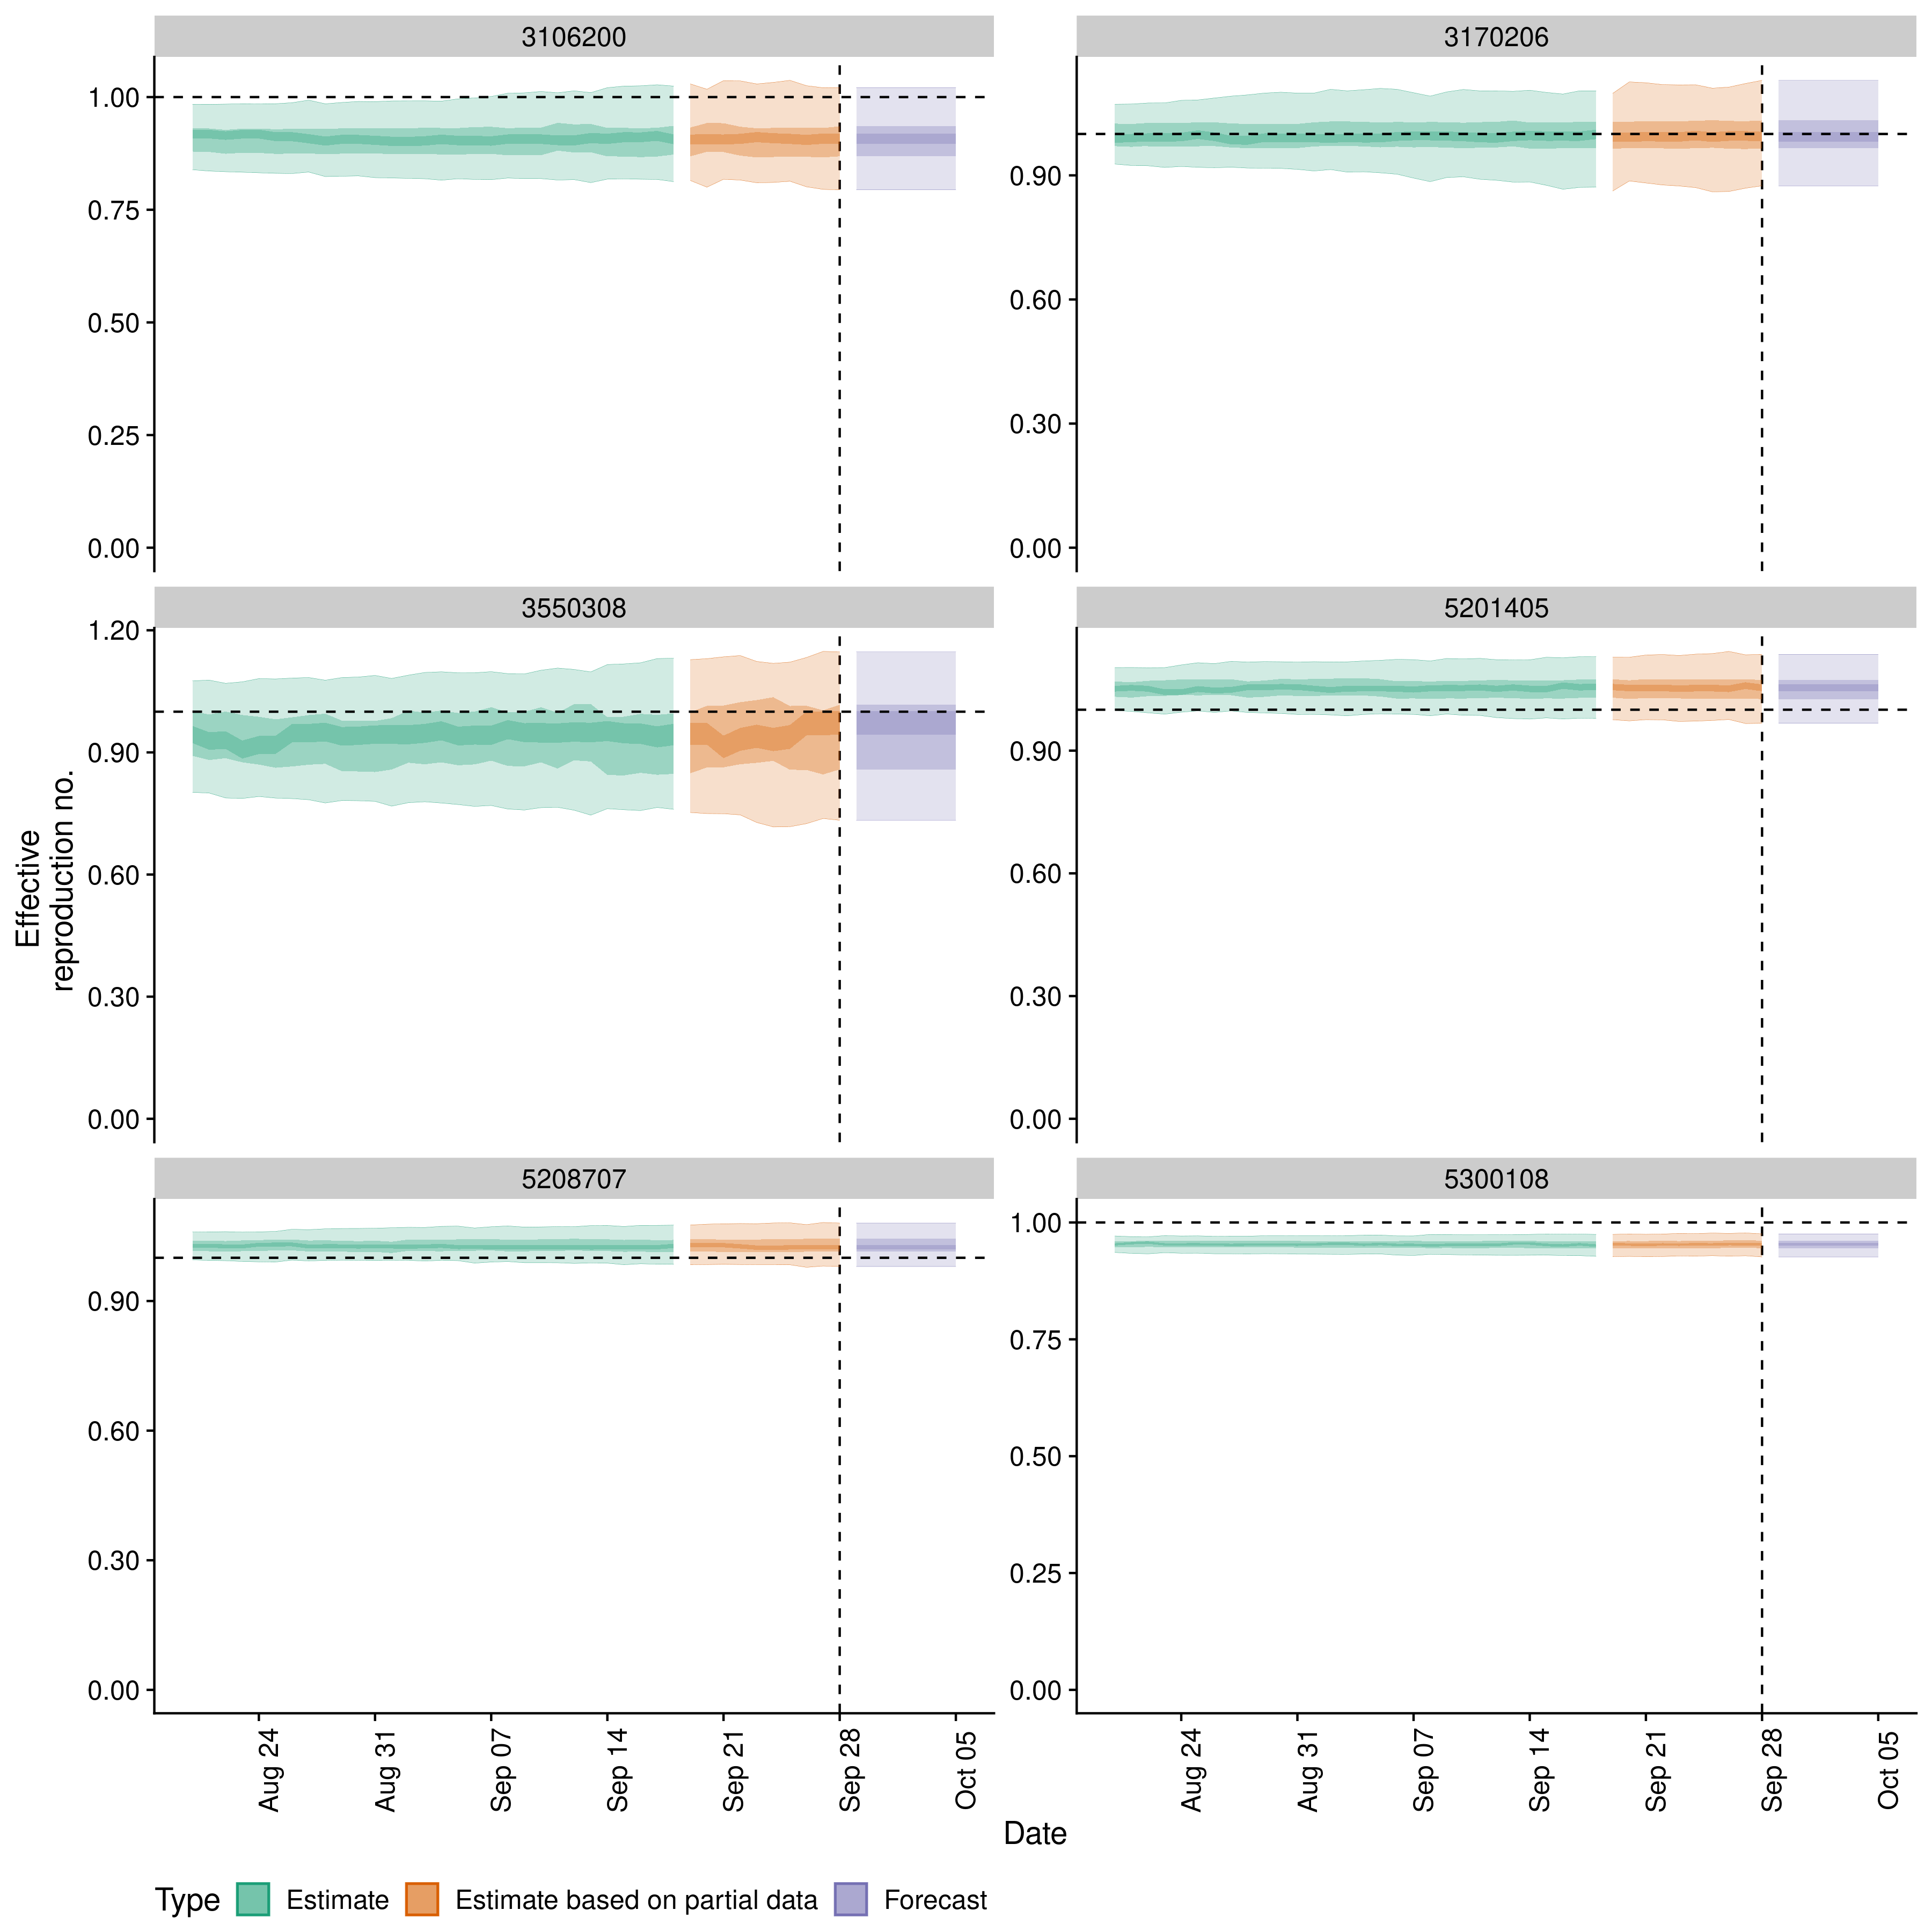 3106200
3170206
1.00
0.75
0.50
0.25
0.00
0.90
0.60
0.30
0.00
3550308
5201405
1.20
0.90
0.60
0.30
0.00
0.90
0.60
0.30
0.00
Effective
reproduction no.
5208707
5300108
0.90
0.60
0.30
0.00
1.00
0.75
0.50
0.25
0.00
Aug 24
Aug 31
Sep 07
Sep 14
Sep 21
Sep 28
Oct 05
Aug 24
Aug 31
Sep 07
Sep 14
Sep 21
Sep 28
Oct 05
Date
Type Estimate Estimate based on partial data Forecast